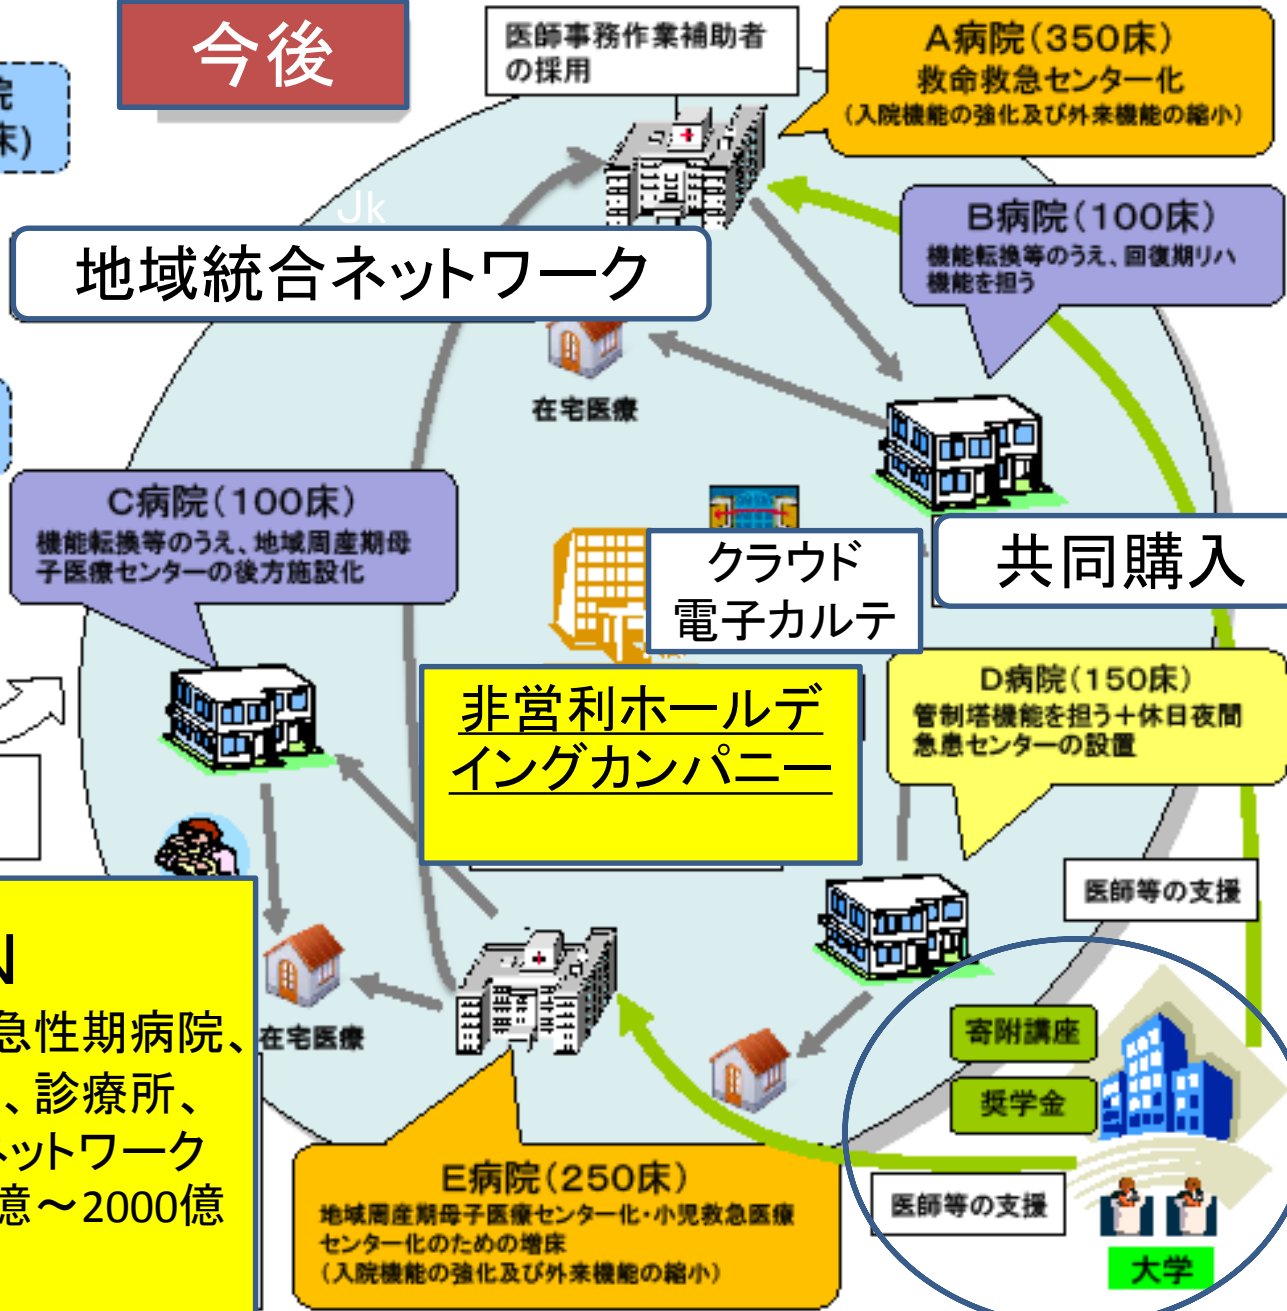 今後
医師事務作業補助者
の採用
A病院(350床)
救命救急センター化
(入院機能の強化及び外来機能の縮小)
院
床)
Jk
地域統合ネットワーク
B病院(100床)
機能転換等のうえ、回復期リハ
機能を担う
在宅医療
C病院(100床)
機能転換等のうえ、地域周産期母
子医療センターの後方施設化
クラウド
電子カルテ
共同購入
非営利ホールデ
イングカンパニー
D病院(150床)
管制塔機能を担う+休日夜間
急患センターの設置
医師等の支援
N
急性期病院、
、診療所、
ネットワーク
億～2000億
在宅医療
寄附講座
奨学金
E病院(250床)
地域周産期母子医療センター化・小児救急医療
センター化のための増床
(入院機能の強化及び外来機能の縮小)
医師等の支援
大学